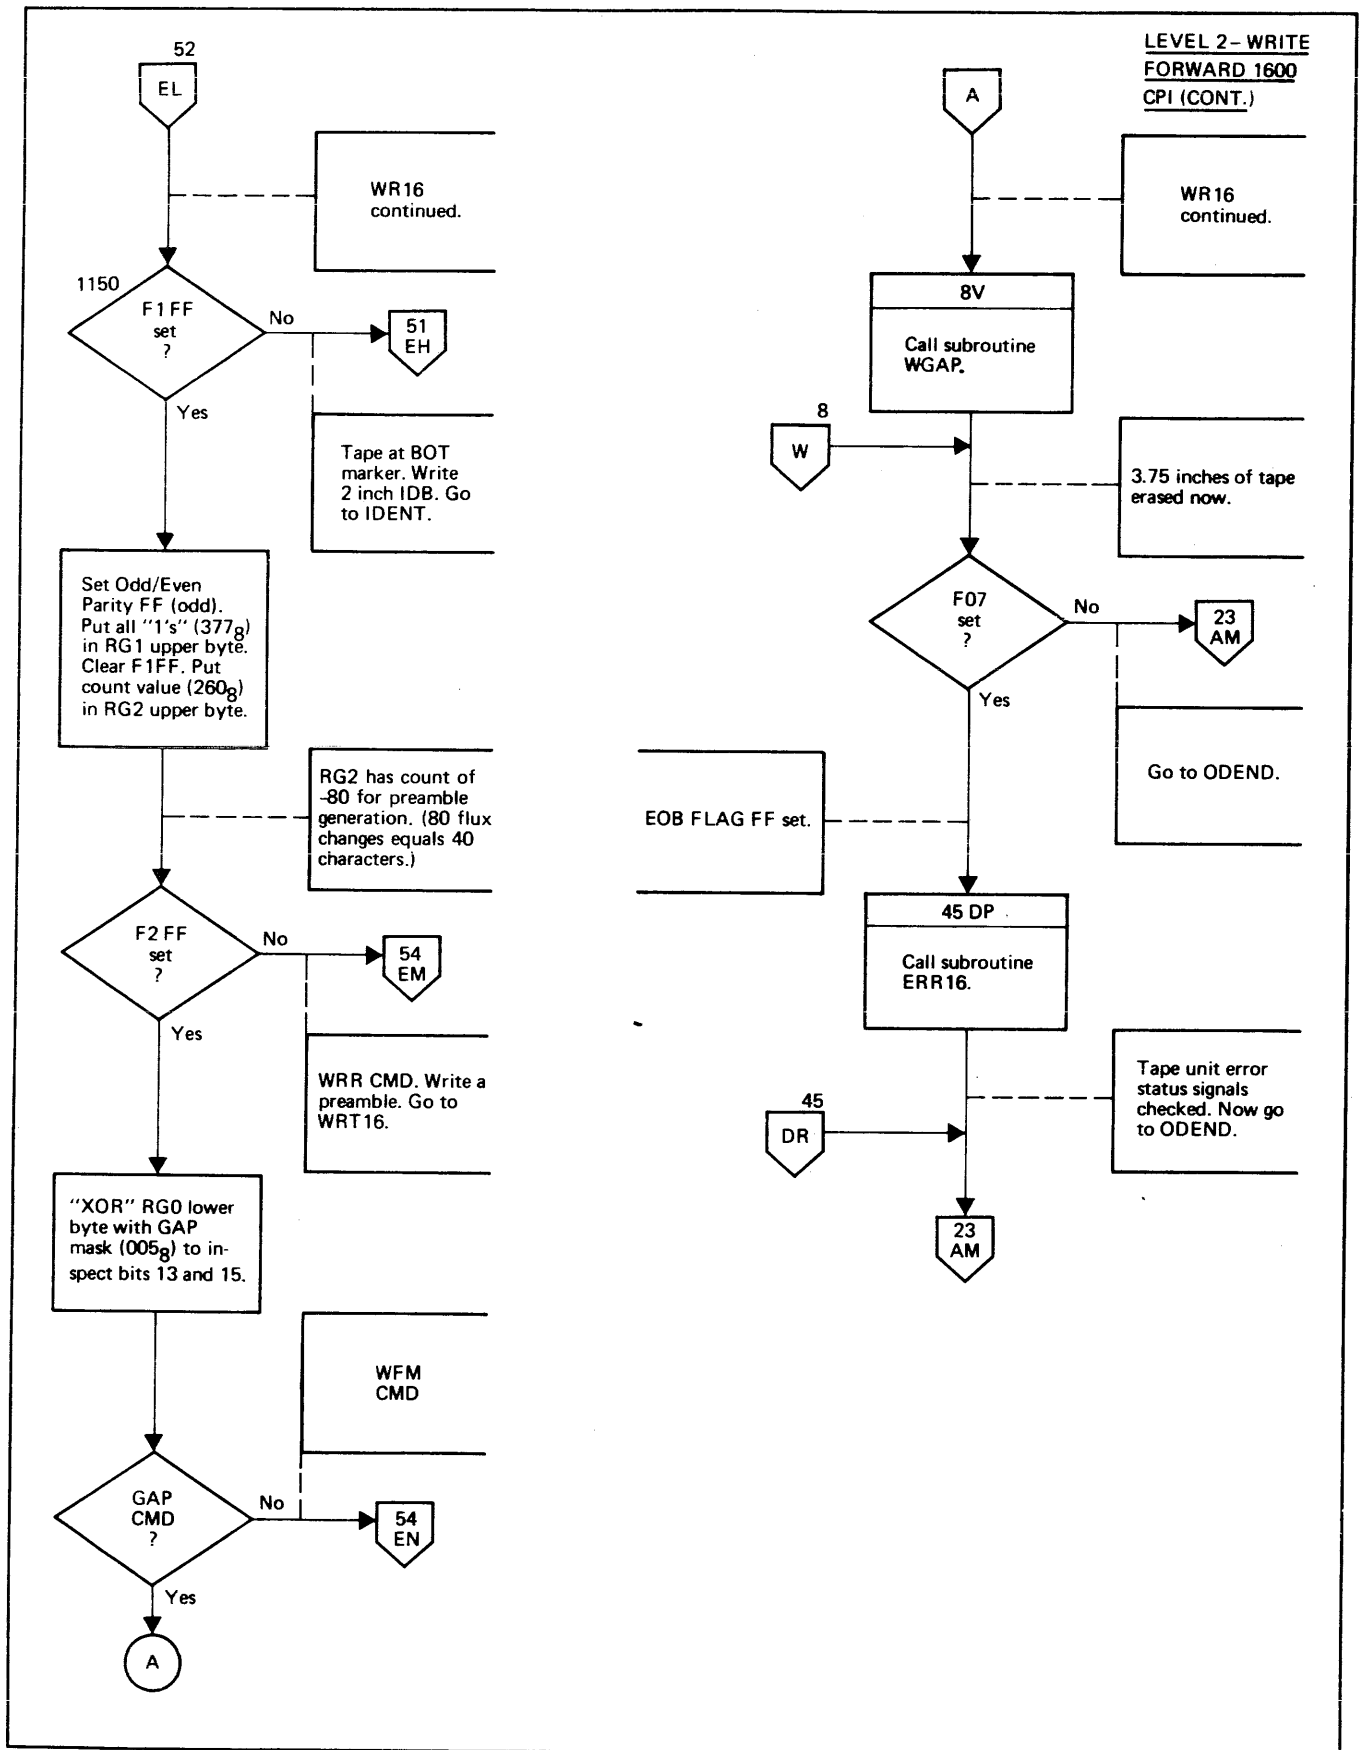 LEVEL 2 – WRITE
FORWARD 1600
CPI (CONT.)
52
EL
WR16
continued.
1150
F1FF
set
?
No
51
EH
Yes
Tape at BOT
marker. Write
2 inch IDB. Go
to IDENT.
Set Odd/Even
Parity FF (odd).
Put all "1's" (377₈)
in RG1 upper byte.
Clear F1FF. Put
count value (260₈)
in RG2 upper byte.
RG2 has count of
-80 for preamble
generation. (80 flux
changes equals 40
characters.)
F2 FF
set
?
No
54
EM
Yes
WRR CMD. Write a
preamble. Go to
WRT16.
"XOR" RG0 lower
byte with GAP
mask (005₈) to in-
spect bits 13 and 15.
WFM
CMD
GAP
CMD
?
No
54
EN
Yes
A
A
WR16
continued.
8V
Call subroutine
WGAP.
8
W
3.75 inches of tape
erased now.
F07
set
?
No
23
AM
Yes
Go to ODEND.
EOB FLAG FF set.
45 DP
Call subroutine
ERR16.
Tape unit error
status signals
checked. Now go
to ODEND.
45
DR
23
AM